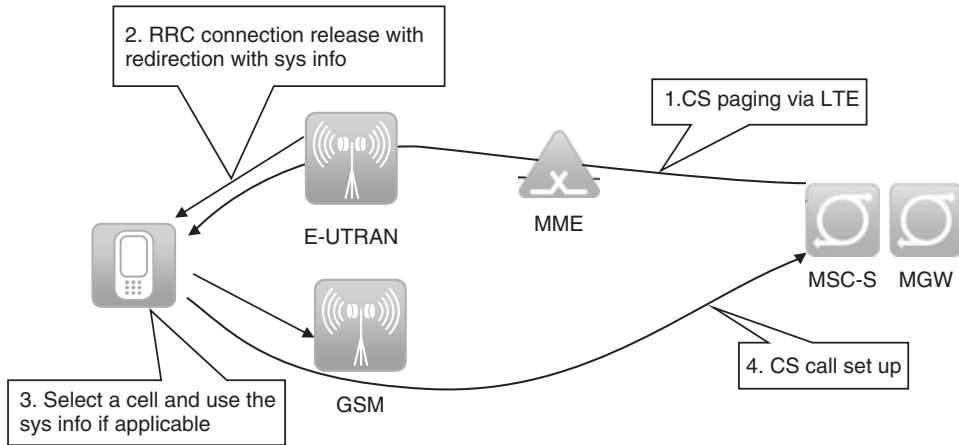 2. RRC connection release with
redirection with sys info
1.CS paging via LTE
E-UTRAN
MME
MSC-S
MGW
GSM
4. CS call set up
3. Select a cell and use the
sys info if applicable